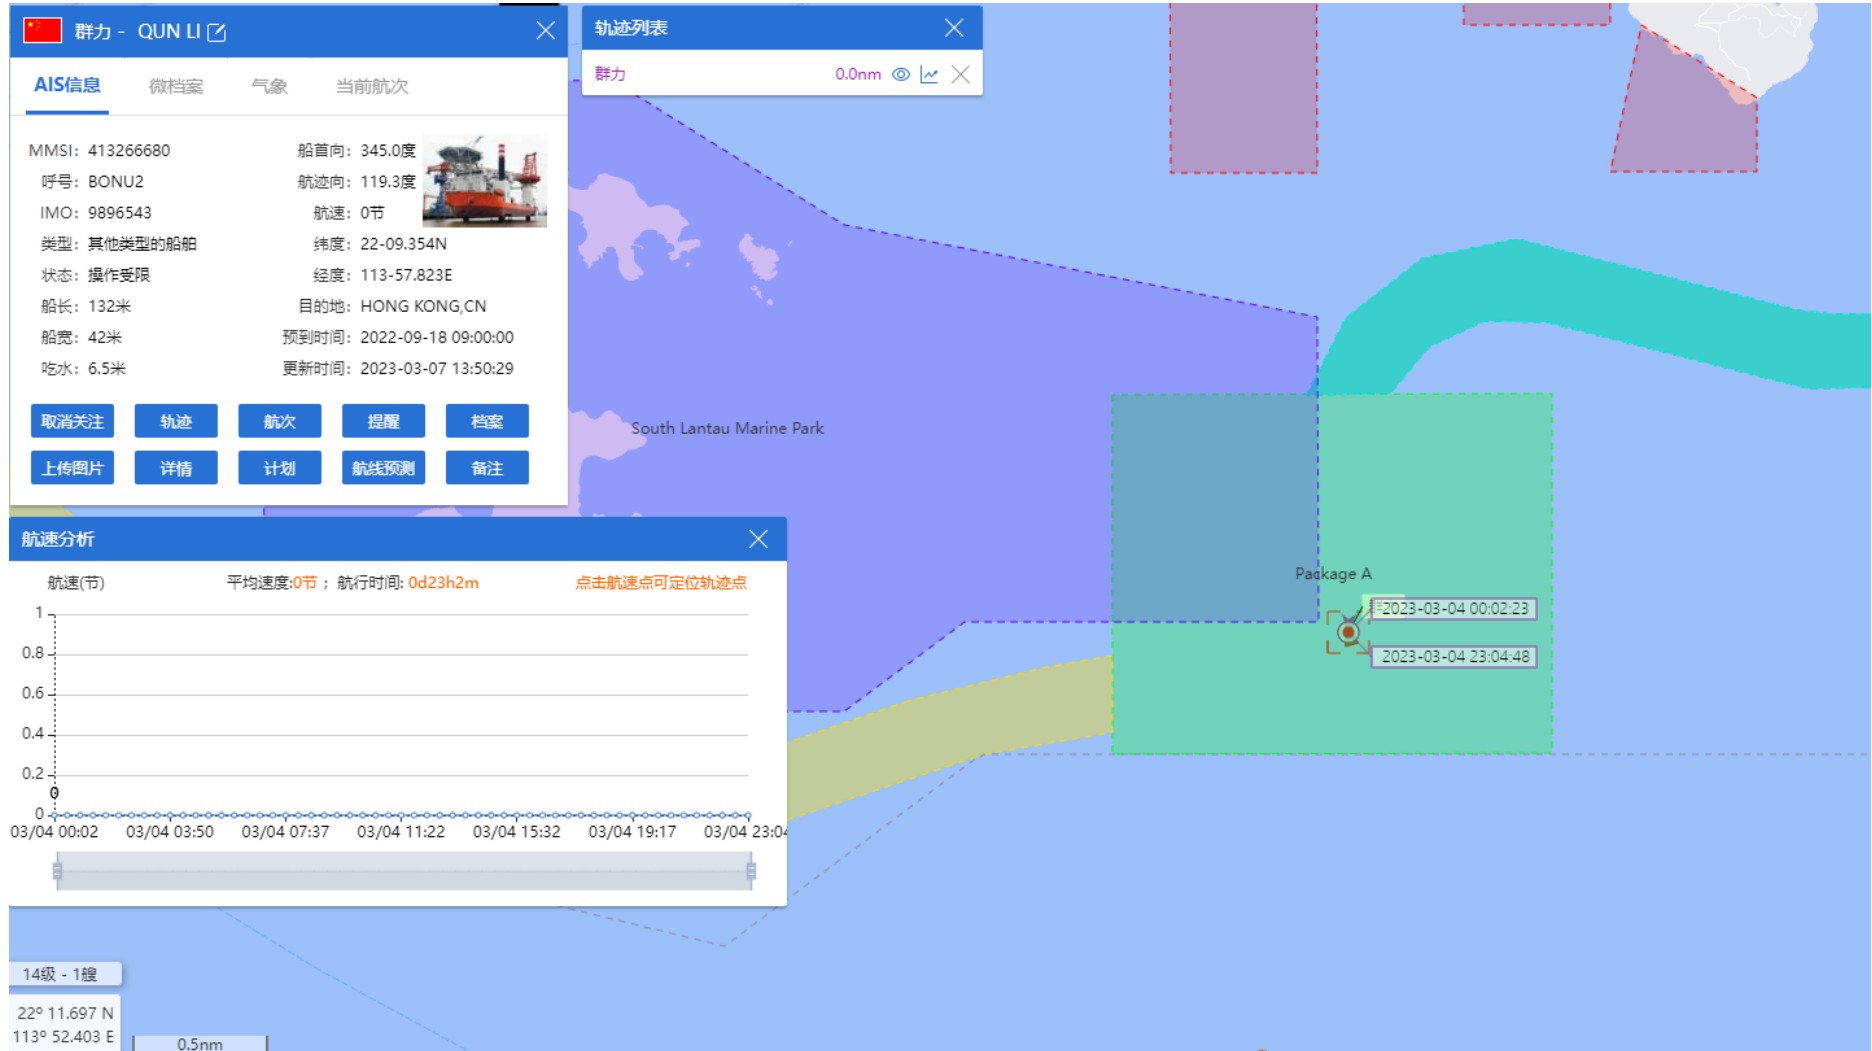 群力 - QUN LI
AIS信息 微档案 气象 当前航次
MMSI: 413266680
船首向: 345.0度
呼号: BONU2
航迹向: 119.3度
IMO: 9896543
航速: 0节
类型: 其他类型的船舶
纬度: 22-09.354N
状态: 操作受限
经度: 113-57.823E
船长: 132米
目的地: HONG KONG,CN
船宽: 42米
预到时间: 2022-09-18 09:00:00
吃水: 6.5米
更新时间: 2023-03-07 13:50:29
取消关注 轨迹 航次 提醒 档案
上传图片 详情 计划 航线预测 备注
轨迹列表
群力 0.0nm
South Lantau Marine Park
Package A
2023-03-04 00:02:23
2023-03-04 23:04:48
航速分析
航速(节) 平均速度:0节 ; 航行时间: 0d23h2m 点击航速点可定位轨迹点
1
0.8
0.6
0.4
0.2
0
0
03/04 00:02 03/04 03:50 03/04 07:37 03/04 11:22 03/04 15:32 03/04 19:17 03/04 23:04
14级 - 1艘
22º 11.697 N
113º 52.403 E
0.5nm